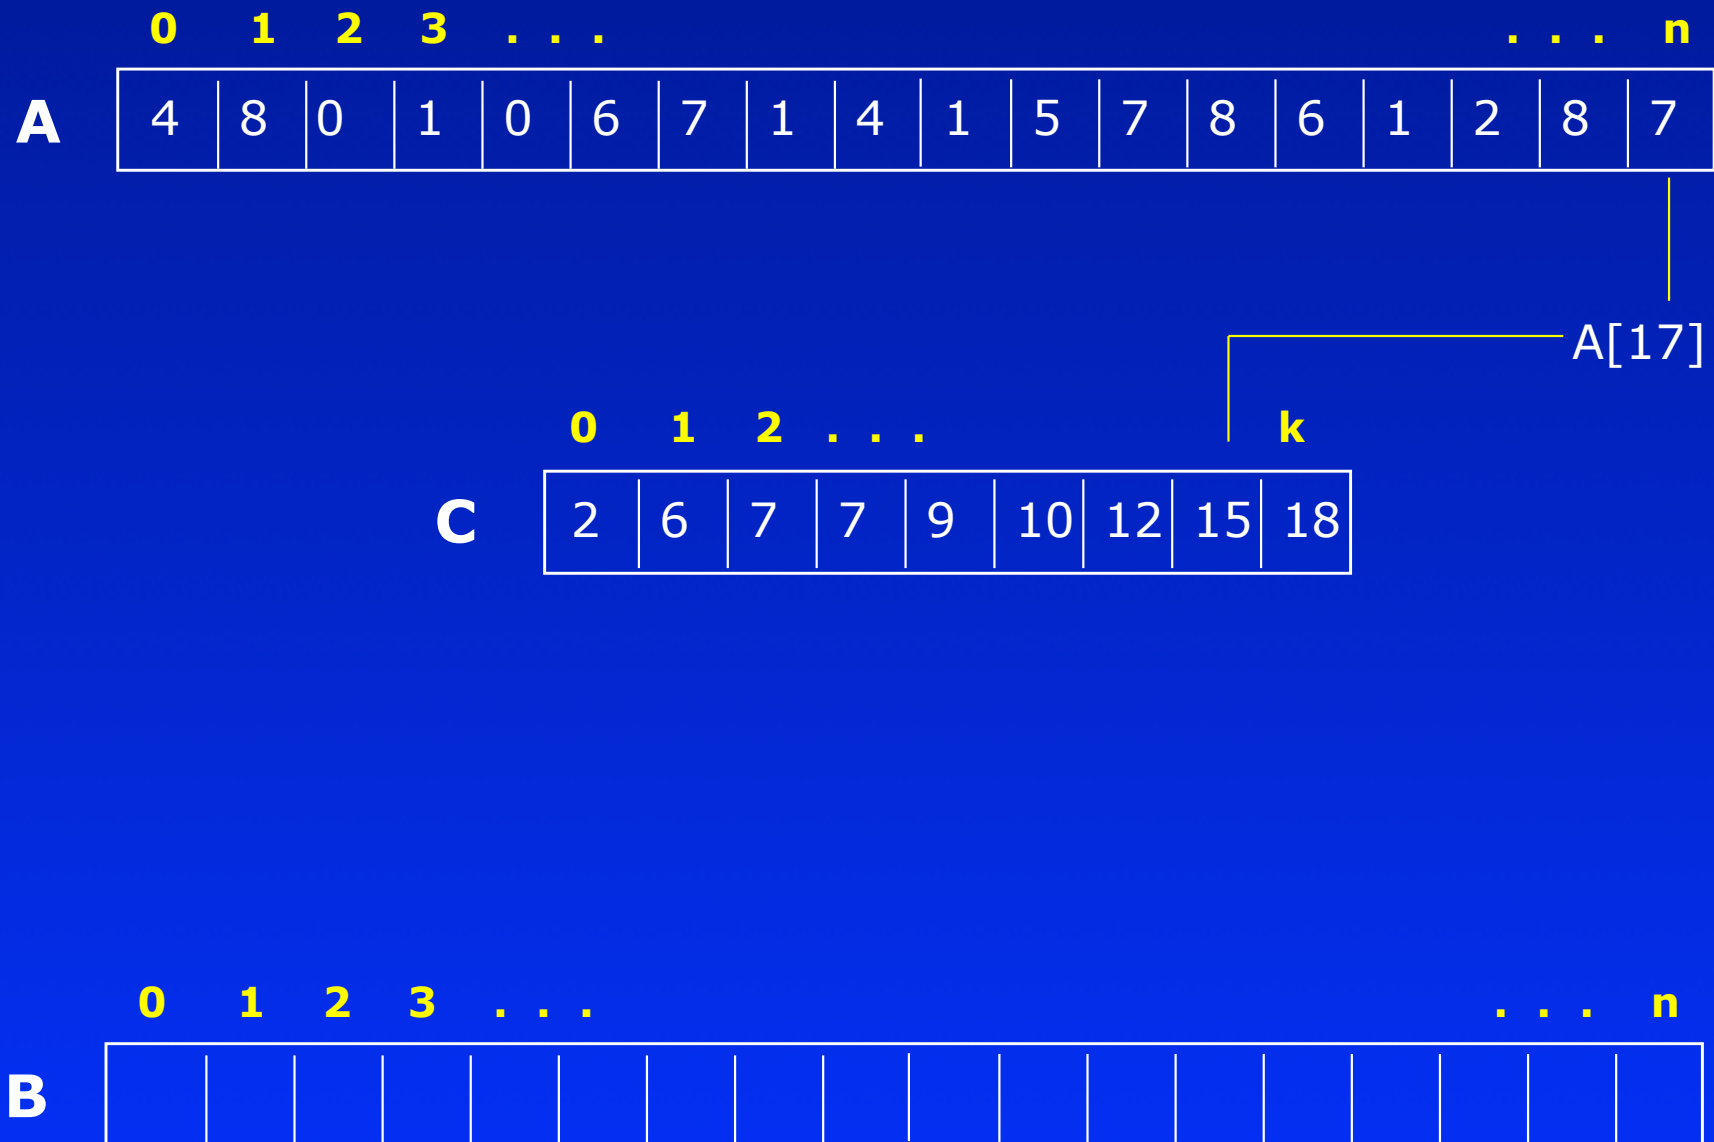 0 1 2 3 . . . . . . n
A 4 8 0 1 0 6 7 1 4 1 5 7 8 6 1 2 8 7
A[17]
0 1 2 . . . k
C 2 6 7 7 9 10 12 15 18
0 1 2 3 . . . . . . n
B